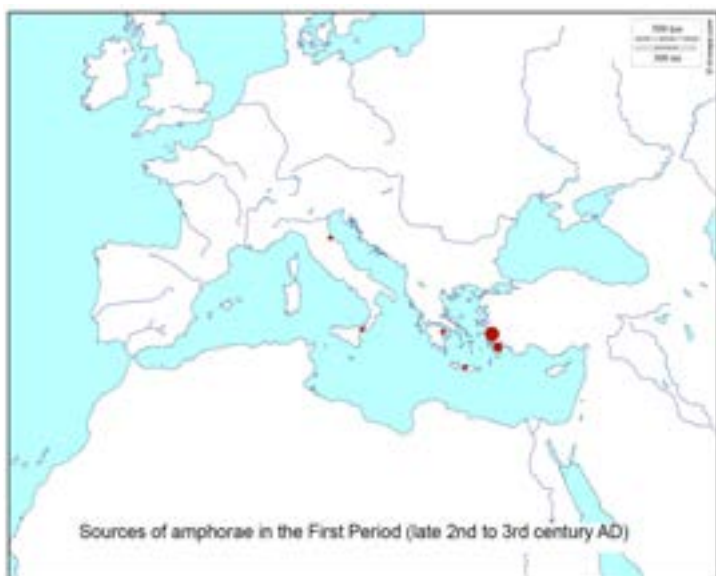 Sources of amphorae in the First Period (late 2nd to 3rd century AD)